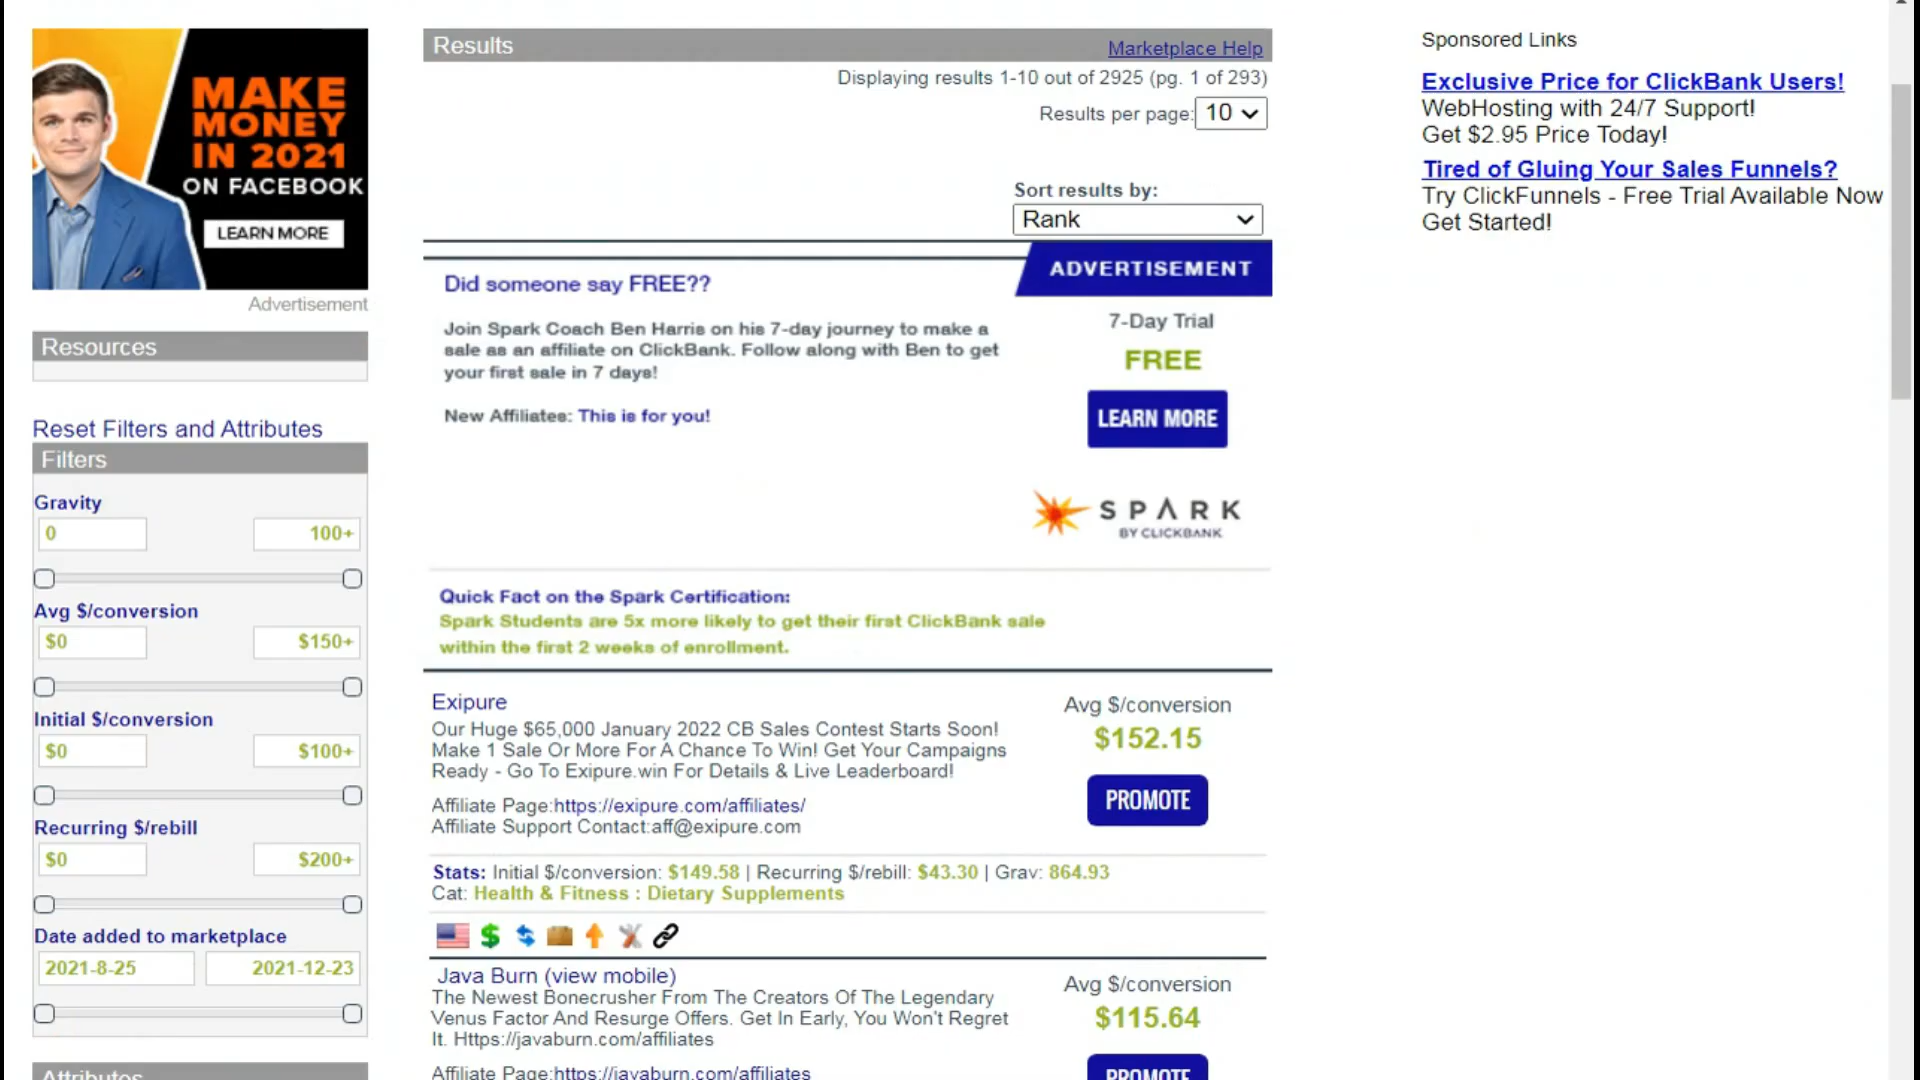 MAKE
MONEY
IN 2021
ON FACEBOOK
LEARN MORE
Advertisement
Resources
Reset Filters and Attributes
Filters
Gravity
0 100+
Avg $/conversion
$0 $150+
Initial $/conversion
$0 $100+
Recurring $/rebill
$0 $200+
Date added to marketplace
2021-8-25 2021-12-23
Attributes
Results Marketplace Help
Displaying results 1-10 out of 2925 (pg. 1 of 293)
Results per page: 10
Sort results by:
Rank
ADVERTISEMENT
Did someone say FREE??
Join Spark Coach Ben Harris on his 7-day journey to make a
sale as an affiliate on ClickBank. Follow along with Ben to get
your first sale in 7 days!
New Affiliates: This is for you!
7-Day Trial
FREE
LEARN MORE
SPARK
BY CLICKBANK
Quick Fact on the Spark Certification:
Spark Students are 5x more likely to get their first ClickBank sale
within the first 2 weeks of enrollment.
Exipure
Our Huge $65,000 January 2022 CB Sales Contest Starts Soon!
Make 1 Sale Or More For A Chance To Win! Get Your Campaigns
Ready - Go To Exipure.win For Details & Live Leaderboard!
Affiliate Page:https://exipure.com/affiliates/
Affiliate Support Contact:aff@exipure.com
Avg $/conversion
$152.15
PROMOTE
Stats: Initial $/conversion: $149.58 | Recurring $/rebill: $43.30 | Grav: 864.93
Cat: Health & Fitness : Dietary Supplements
Java Burn (view mobile)
The Newest Bonecrusher From The Creators Of The Legendary
Venus Factor And Resurge Offers. Get In Early, You Won't Regret
It. Https://javaburn.com/affiliates
Affiliate Page:https://javaburn.com/affiliates
Avg $/conversion
$115.64
PROMOTE
Sponsored Links
Exclusive Price for ClickBank Users!
WebHosting with 24/7 Support!
Get $2.95 Price Today!
Tired of Gluing Your Sales Funnels?
Try ClickFunnels - Free Trial Available Now
Get Started!